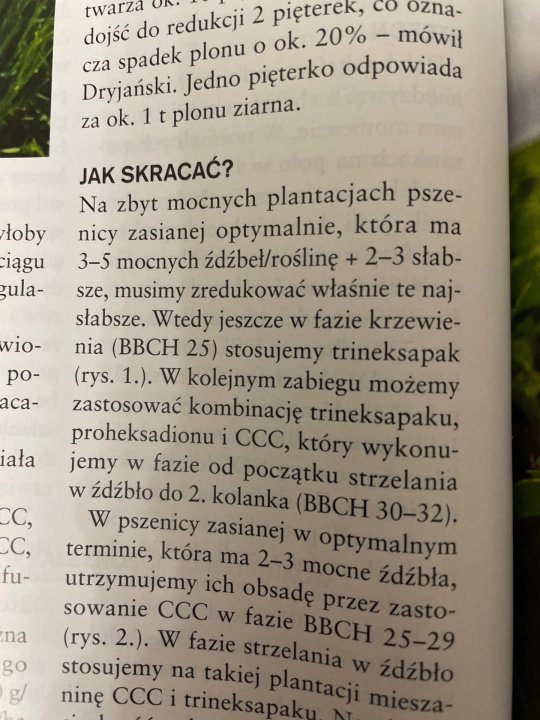 twarza ok. 10
dojść do redukcji 2 pięterek, co ozna-
cza spadek plonu o ok. 20% – mówił
Dryjański. Jedno pięterko odpowiada
za ok. 1 t plonu ziarna.
JAK SKRACAĆ?
Na zbyt mocnych plantacjach psze-
nicy zasianej optymalnie, która ma
3–5 mocnych źdźbeł/roślinę + 2–3 słab-
sze, musimy zredukować właśnie te naj-
słabsze. Wtedy jeszcze w fazie krzewie-
nia (BBCH 25) stosujemy trineksapak
(rys. 1.). W kolejnym zabiegu możemy
zastosować kombinację trineksapaku,
proheksadionu i CCC, który wykonu-
jemy w fazie od początku strzelania
w źdźbło do 2. kolanka (BBCH 30–32).
W pszenicy zasianej w optymalnym
terminie, która ma 2–3 mocne źdźbła,
utrzymujemy ich obsadę przez zasto-
sowanie CCC w fazie BBCH 25–29
(rys. 2.). W fazie strzelania w źdźbło
stosujemy na takiej plantacji miesza-
ninę CCC i trineksapaku.